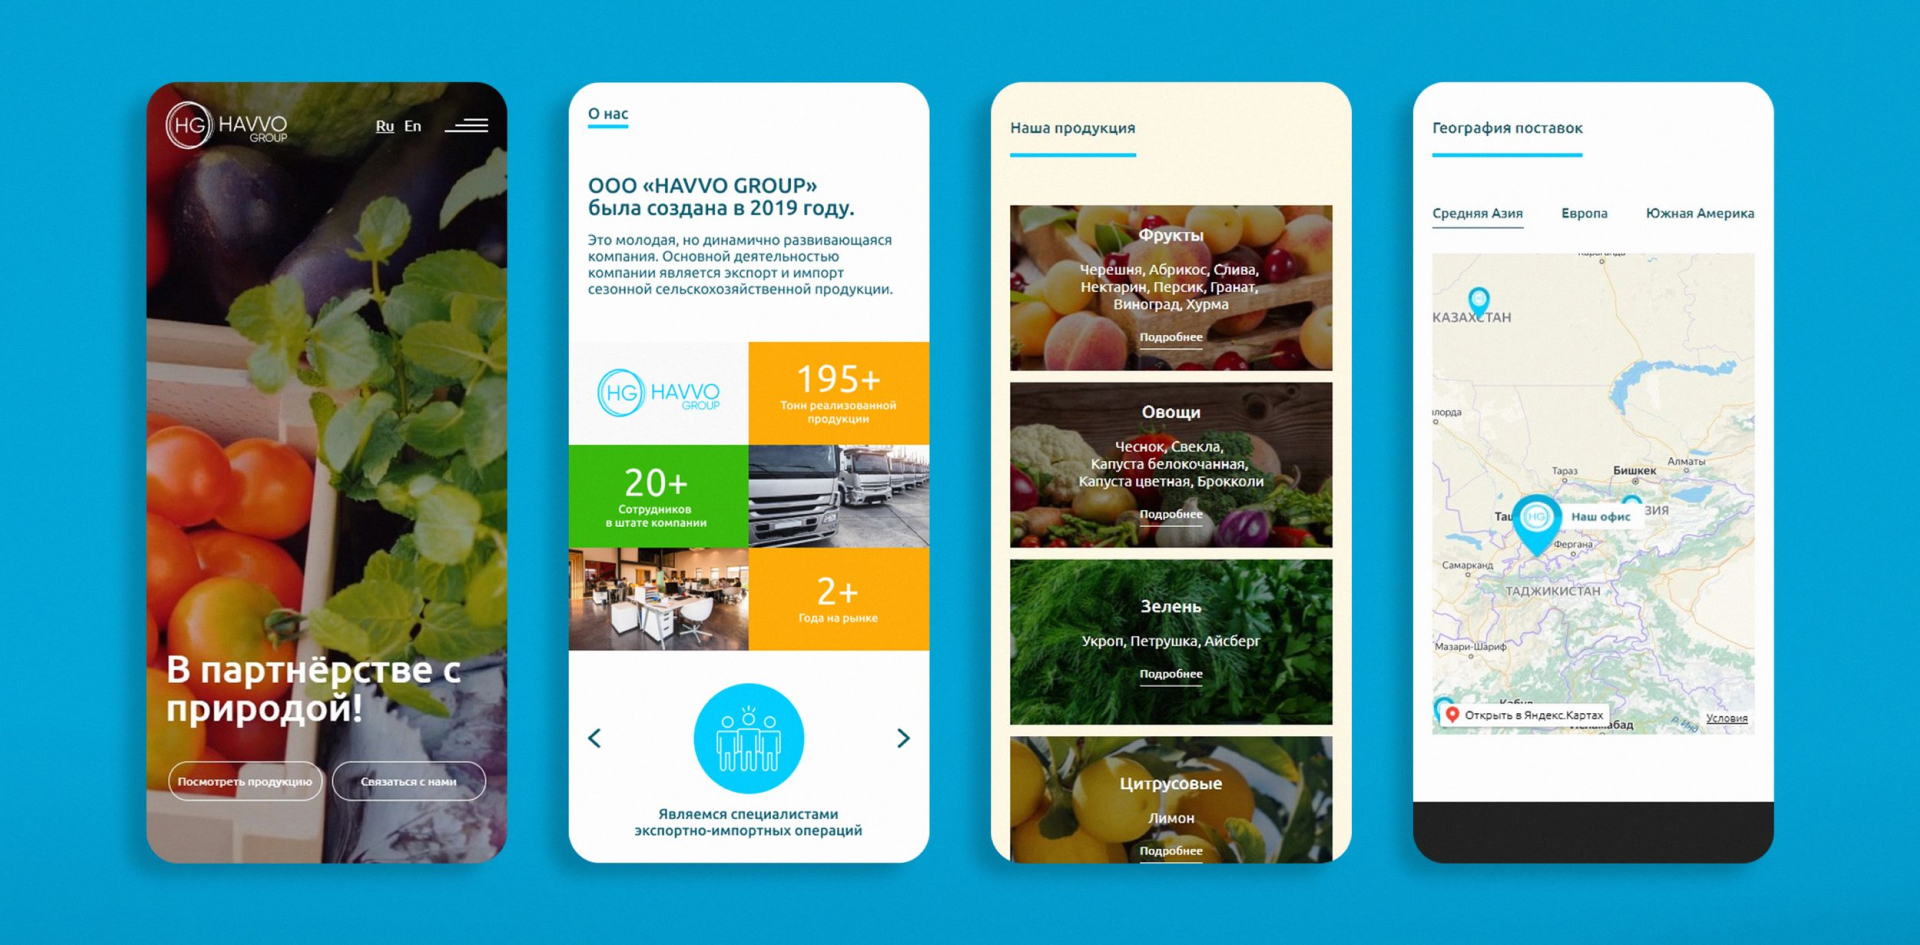 HG HAVVO
GROUP
Ru En
В партнёрстве с
природой!
Посмотреть продукцию
Связаться с нами
О нас
ООО «HAVVO GROUP»
была создана в 2019 году.
Это молодая, но динамично развивающаяся
компания. Основной деятельностью
компании является экспорт и импорт
сезонной сельскохозяйственной продукции.
HG HAVVO
GROUP
195+
Тонн реализованной
продукции
20+
Сотрудников
в штате компании
2+
Года на рынке
Являемся специалистами
экспортно-импортных операций
Наша продукция
Фрукты
Черешня, Абрикос, Слива,
Нектарин, Персик, Гранат,
Виноград, Хурма
Подробнее
Овощи
Чеснок, Свекла,
Капуста белокочанная,
Капуста цветная, Брокколи
Подробнее
Зелень
Укроп, Петрушка, Айсберг
Подробнее
Цитрусовые
Лимон
Подробнее
География поставок
Средняя Азия Европа Южная Америка
КАЗАХСТАН
лорда
Алматы
Тараз
Бишкек
Таш
HG
Наш офис
ЗИЯ
Фергана
Самарканд
ТАДЖИКИСТАН
Мазари-Шариф
Открыть в Яндекс.Картах
абад
Условия